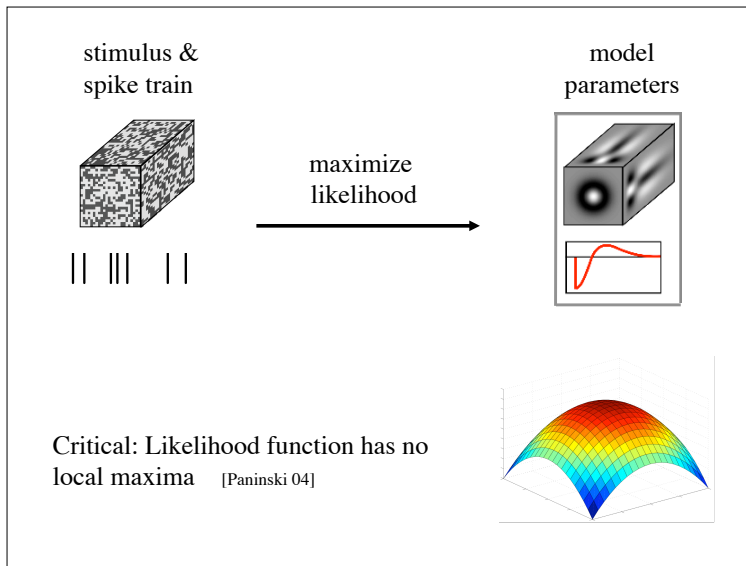 stimulus &
spike train
model
parameters
maximize
likelihood
Critical: Likelihood function has no
local maxima [Paninski 04]